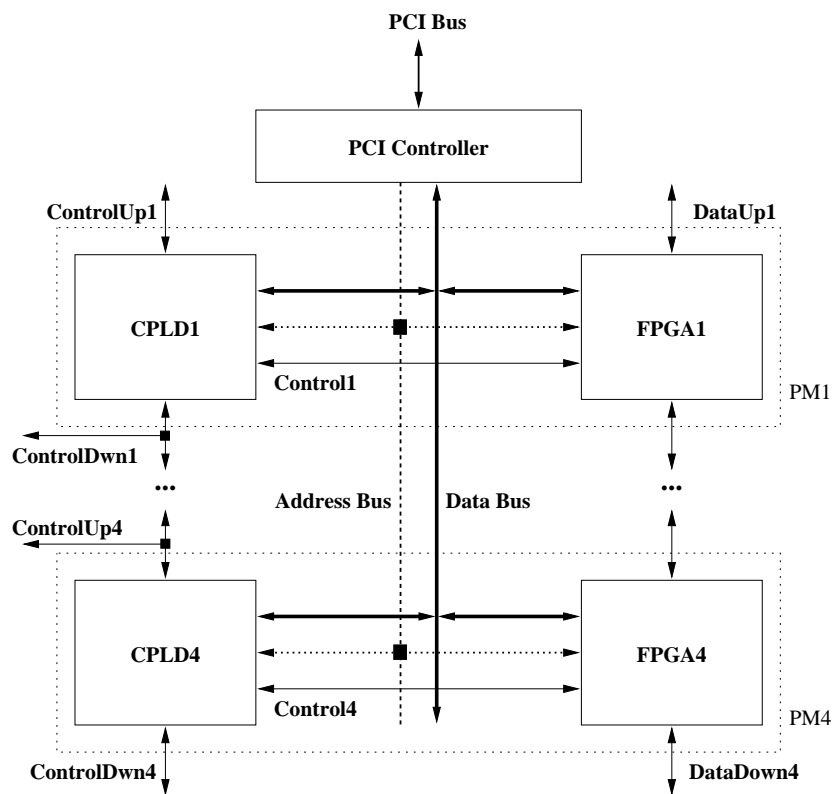 PCI Bus
PCI Controller
ControlUp1
DataUp1
CPLD1
FPGA1
Control1
PM1
ControlDwn1
...
...
Address Bus
Data Bus
ControlUp4
CPLD4
FPGA4
Control4
PM4
ControlDwn4
DataDown4